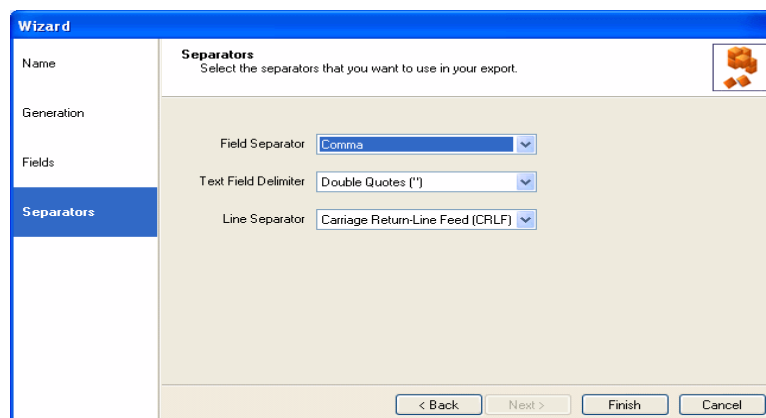 Wizard
Name
Generation
Fields
Separators
Separators
Select the separators that you want to use in your export.
Field Separator Comma
Text Field Delimiter Double Quotes (")
Line Separator Carriage Return-Line Feed (CRLF)
< Back Next > Finish Cancel